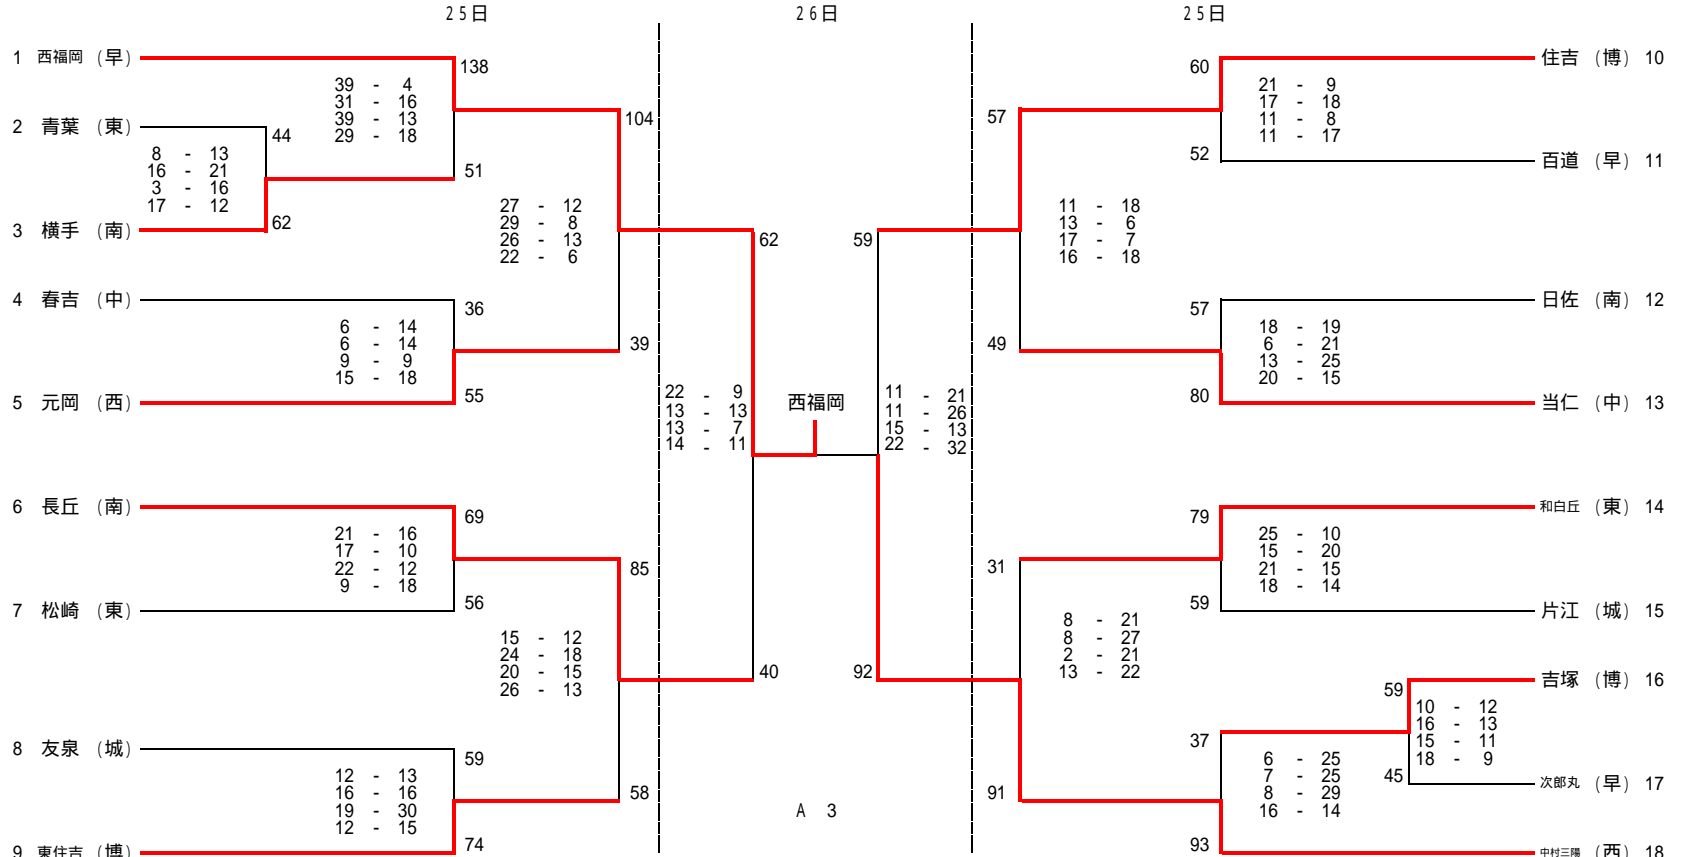 25日 26日 25日
1 西福岡 (早)
138
39 - 4
31 - 16
39 - 13
29 - 18
2 青葉 (東)
44
8 - 13
16 - 21
3 - 16
17 - 12
51
3 横手 (南)
62
104
27 - 12
29 - 8
26 - 13
22 - 6
4 春吉 (中)
36
6 - 14
6 - 14
9 - 9
15 - 18
39
5 元岡 (西)
55
62
22 - 9
13 - 13
13 - 7
14 - 11
6 長丘 (南)
69
21 - 16
17 - 10
22 - 12
9 - 18
85
7 松崎 (東)
56
15 - 12
24 - 18
20 - 15
26 - 13
40
8 友泉 (城)
59
12 - 13
16 - 16
19 - 30
12 - 15
58
9 東住吉 (博)
74
西福岡
A 3
59
11 - 21
11 - 26
15 - 13
22 - 32
92
60
住吉 (博) 10
21 - 9
17 - 18
11 - 8
11 - 17
57
52
百道 (早) 11
11 - 18
13 - 6
17 - 7
16 - 18
57
日佐 (南) 12
18 - 19
6 - 21
13 - 25
20 - 15
49
80
当仁 (中) 13
79
和白丘 (東) 14
25 - 10
15 - 20
21 - 15
18 - 14
31
59
片江 (城) 15
8 - 21
8 - 27
2 - 21
13 - 22
59
吉塚 (博) 16
10 - 12
16 - 13
15 - 11
18 - 9
37
45
次郎丸 (早) 17
6 - 25
7 - 25
8 - 29
16 - 14
91
93
中村三陽 (西) 18